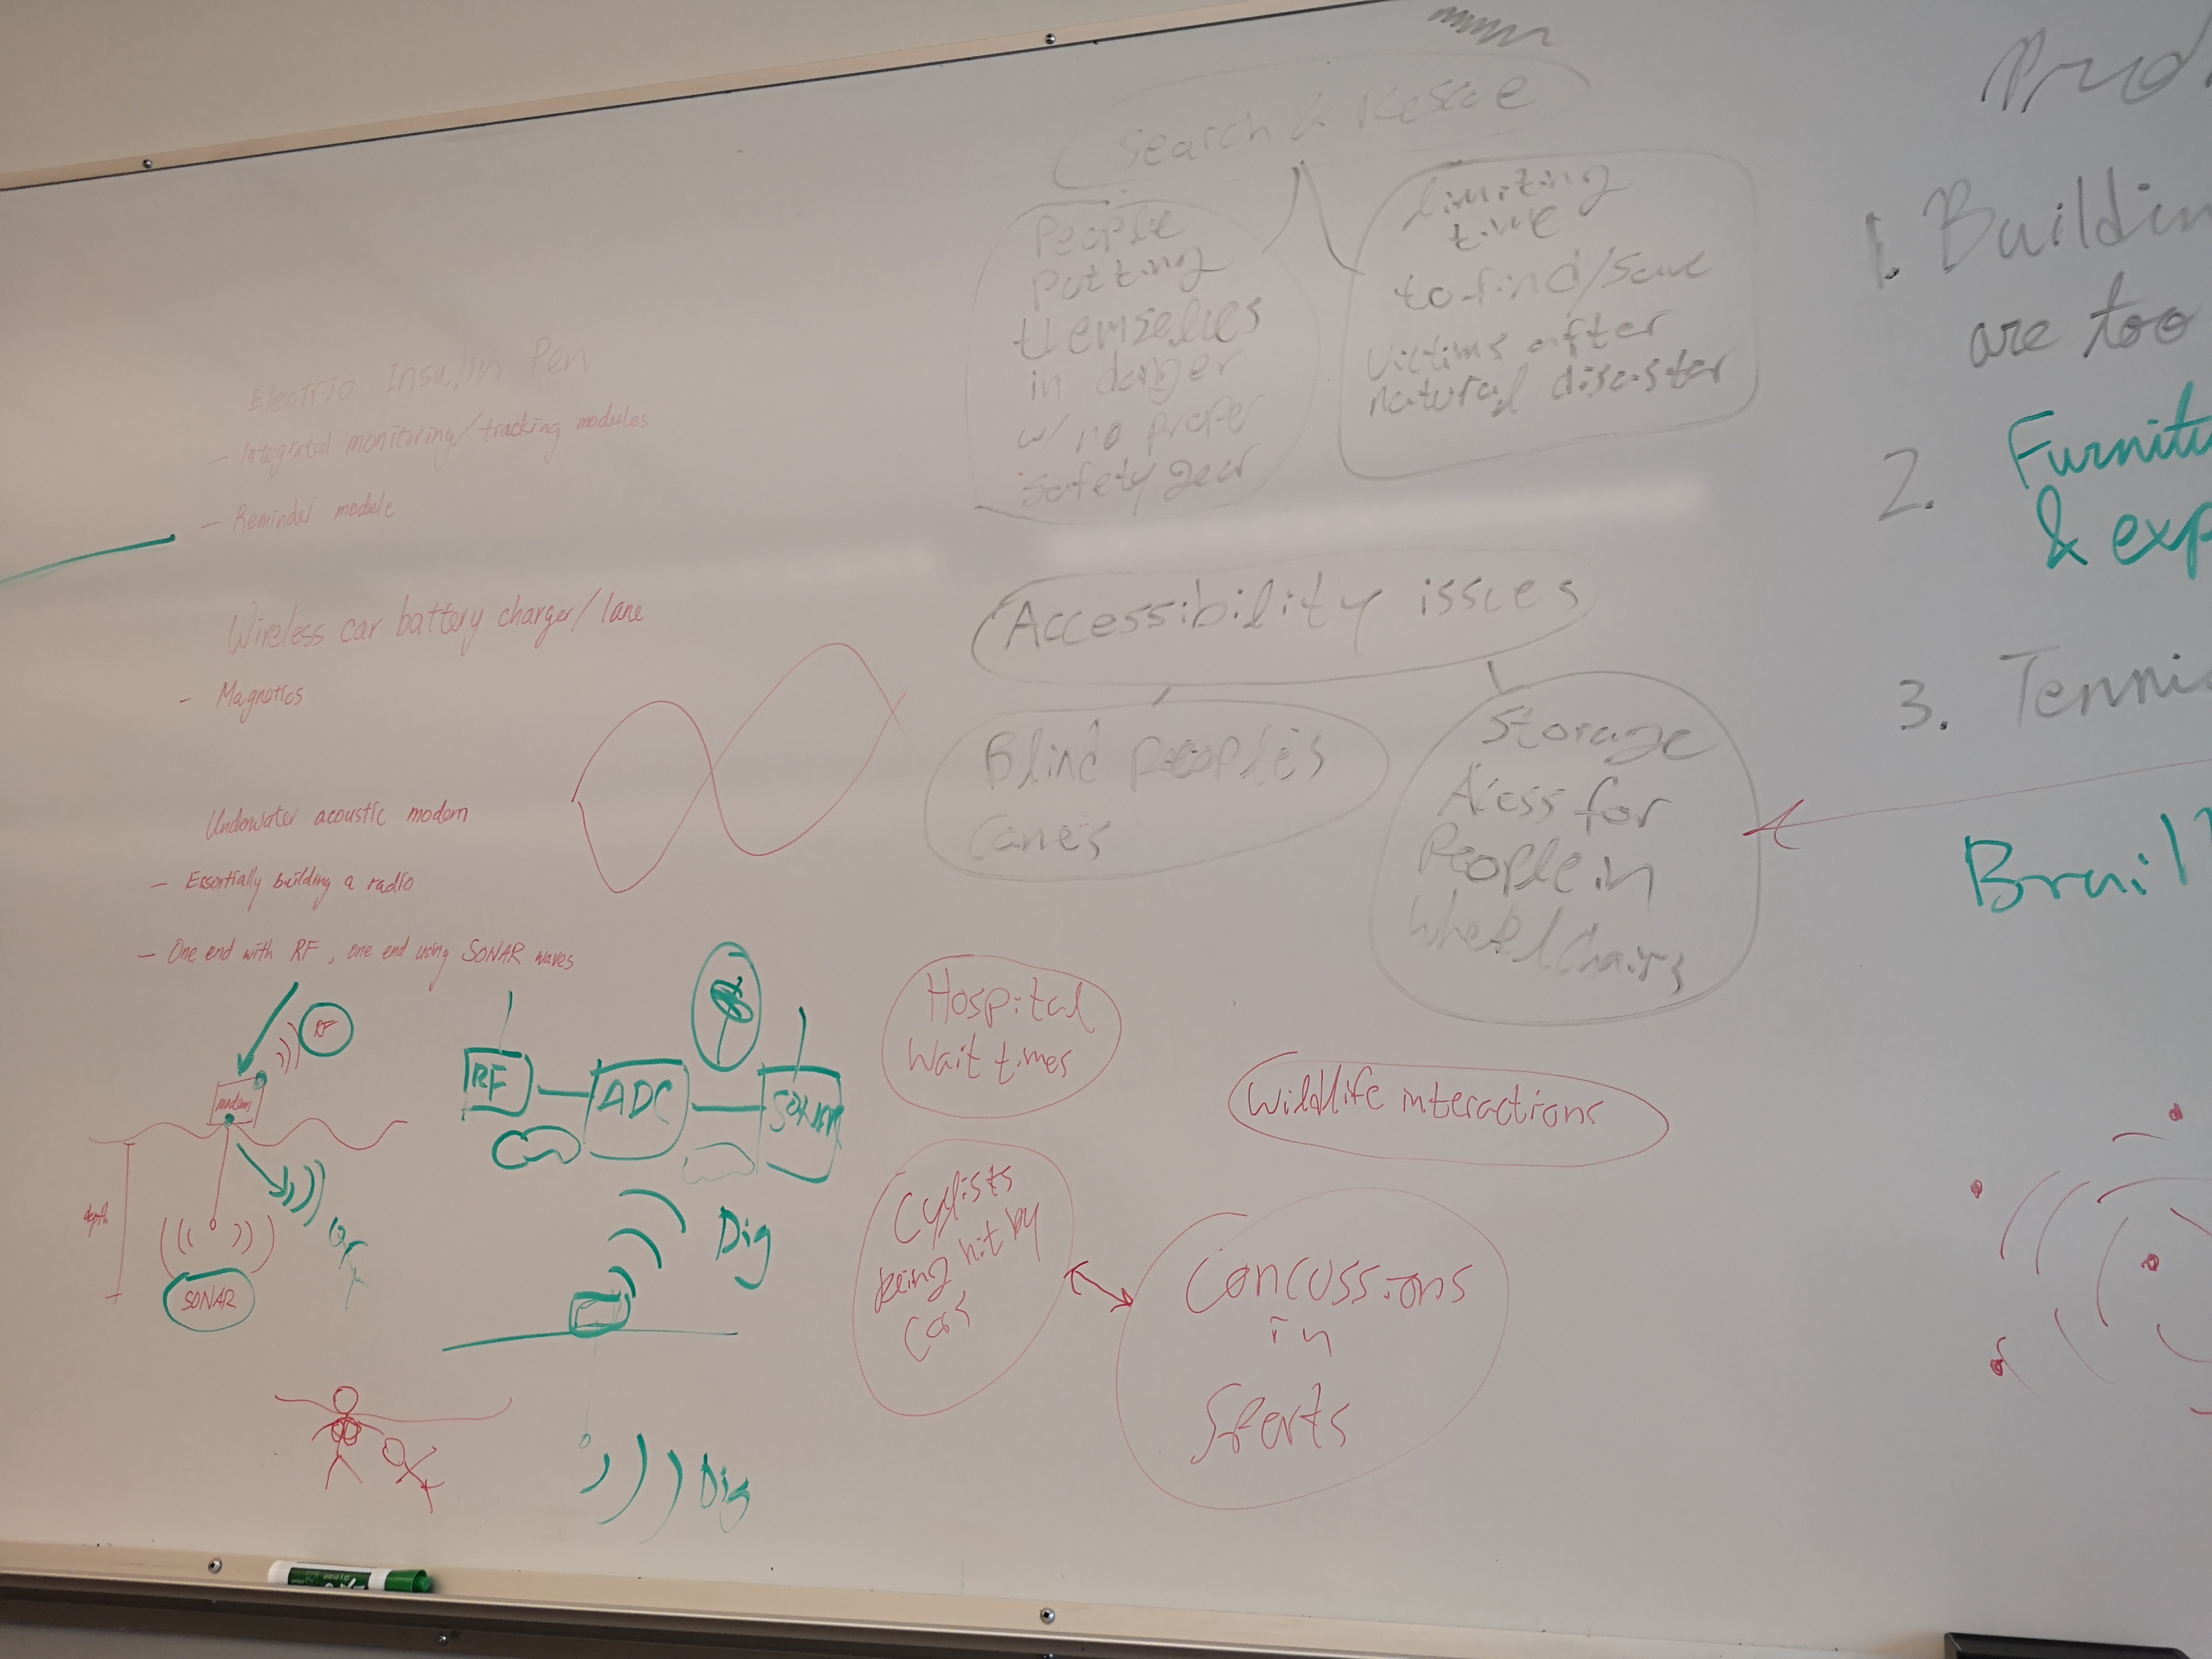 Search & Rescue
People
putting
themselves
in danger
w/ no proper
safety gear
limiting
time
to find/save
victims after
natural disaster
Electric Insulin Pen
- Integrated monitoring/tracking modules
- Reminder module
Wireless car battery charger/lane
- Magnetics
Underwater acoustic modem
- Essentially building a radio
- One end with RF, one end using SONAR waves
RF
modem
depth
SONAR
RF
ADC
SONAR
Dig
Dig
Accessibility issues
Blind people's
Canes
Storage
Acess for
People in
Wheelchairs
Hospital
Wait times
Wildlife interactions
Cyclists
being hit by
cars
Concussions
in
Sports
Prod
1. Buildin
are too
2. Furnitu
& exp
3. Tennis
Braill